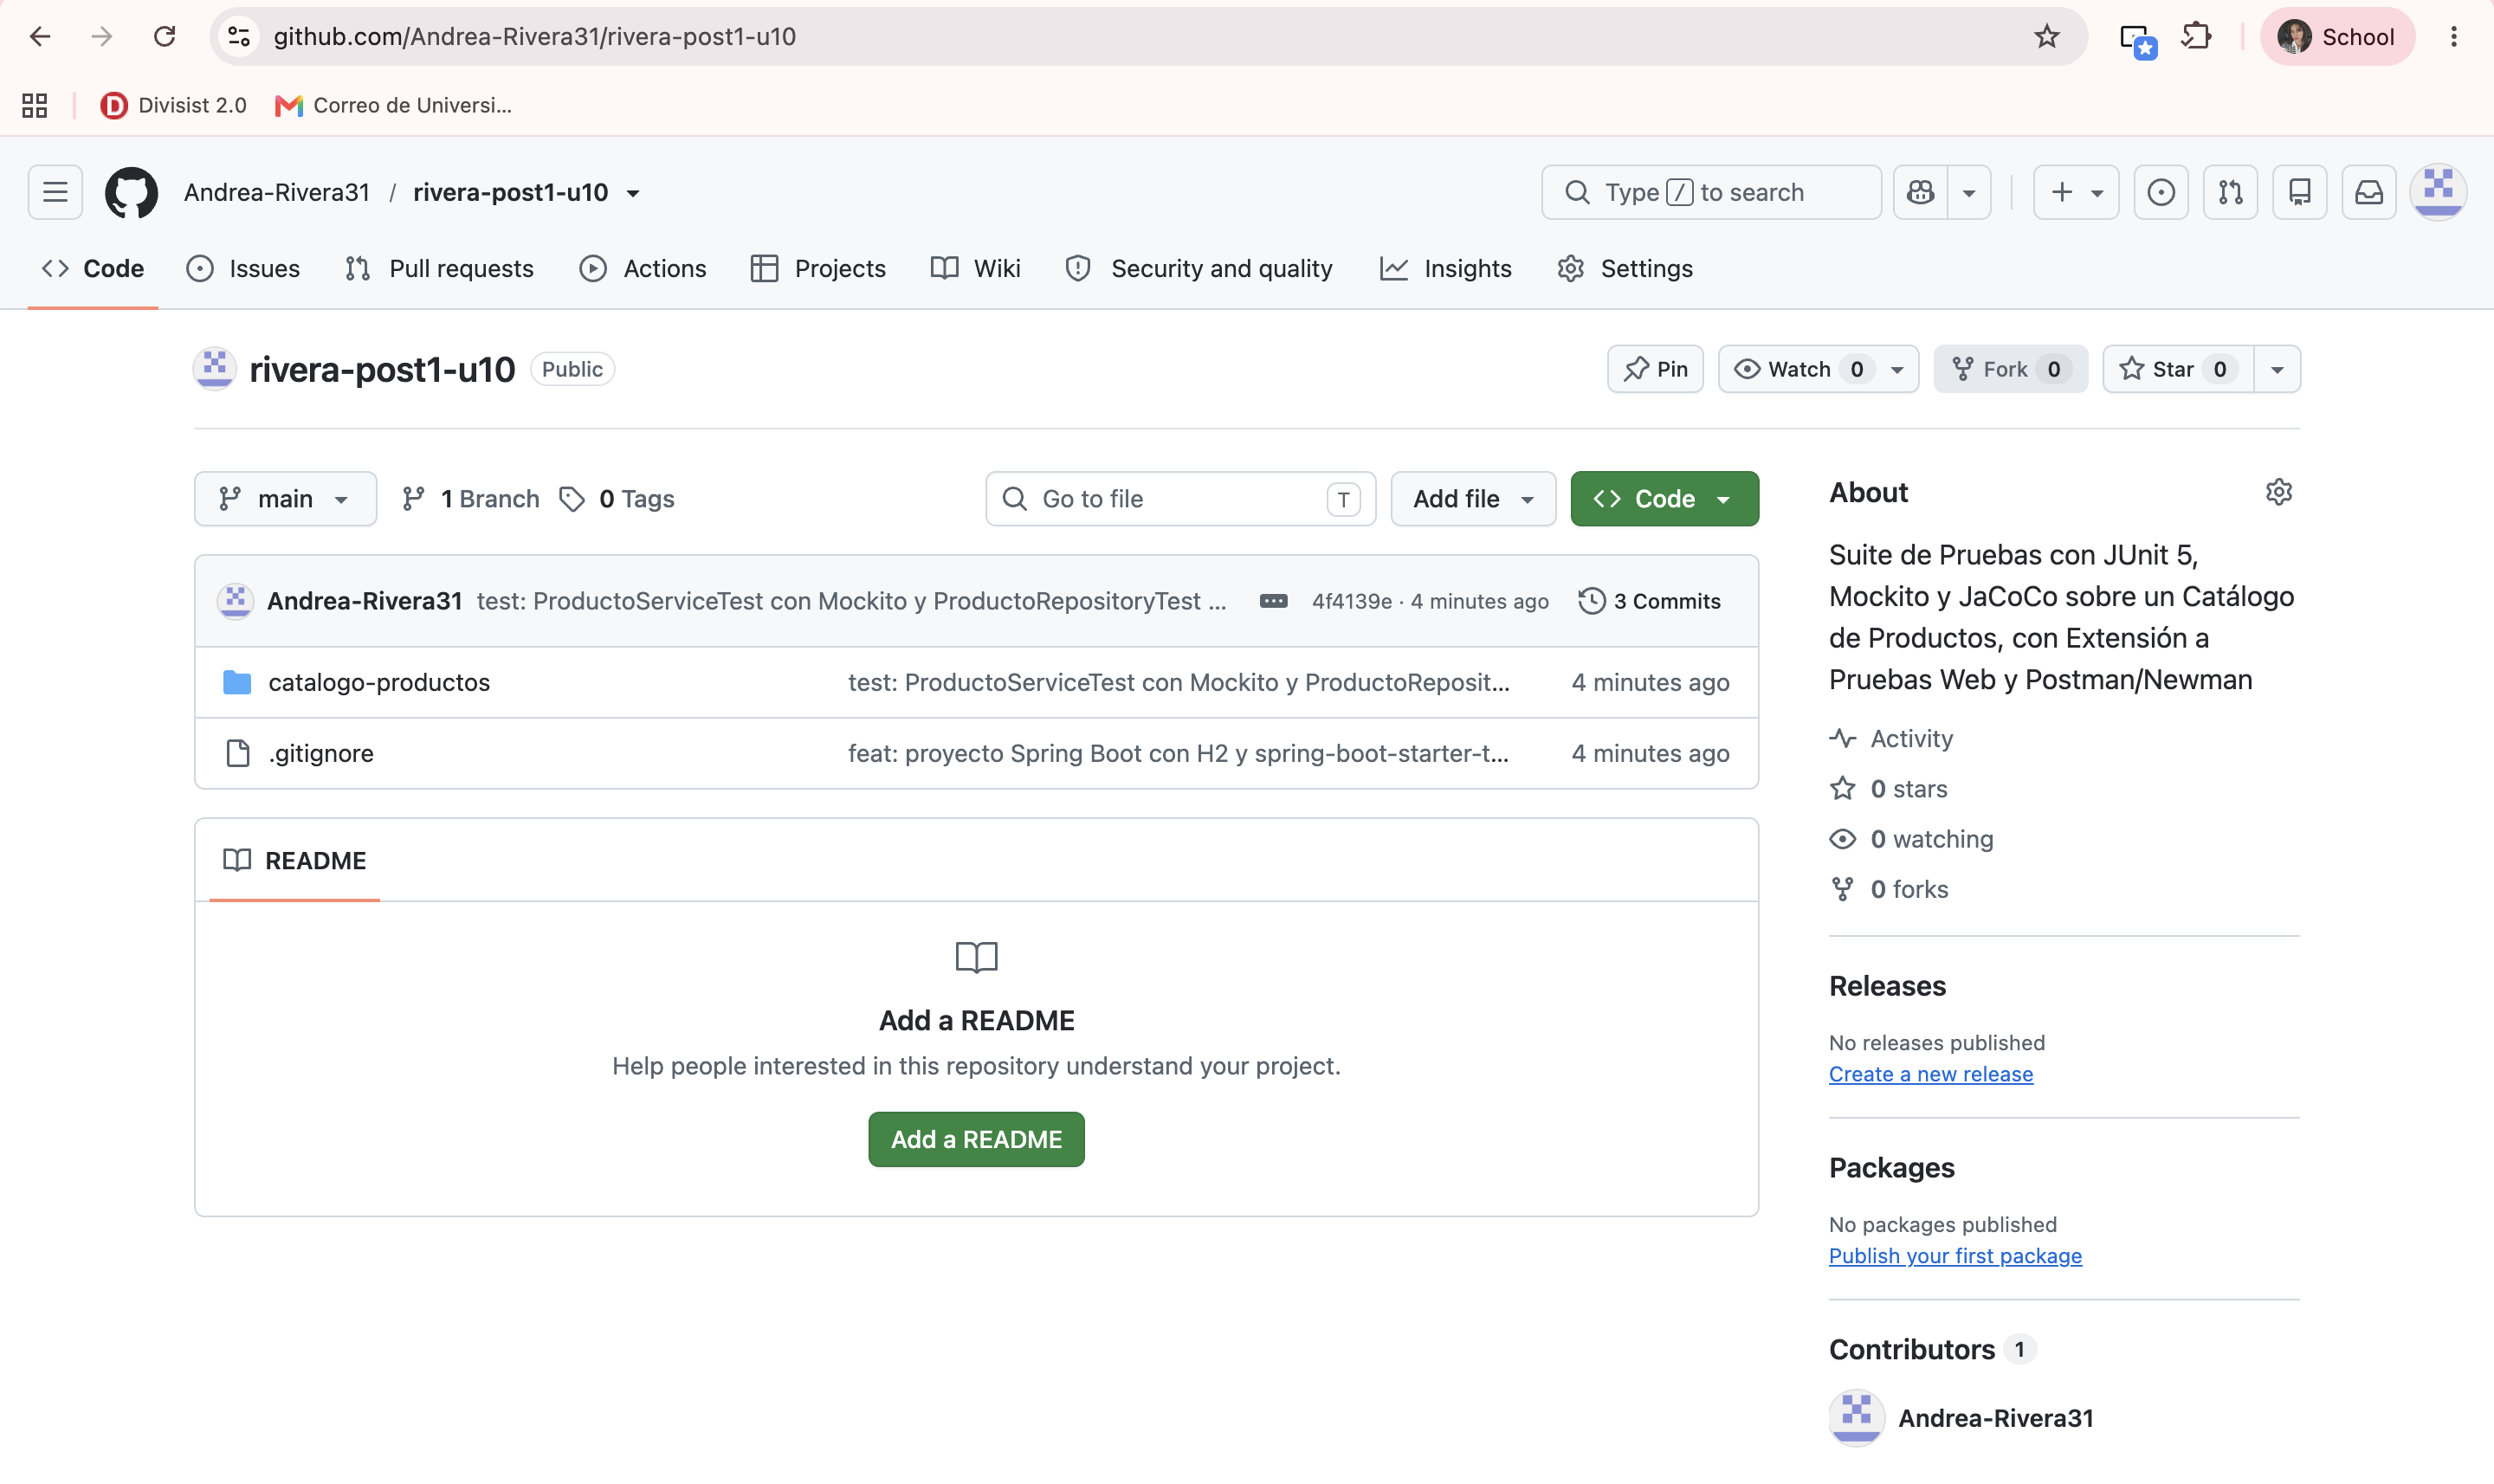 github.com/Andrea-Rivera31/rivera-post1-u10
School
Divisist 2.0
Correo de Universi...
Andrea-Rivera31 / rivera-post1-u10
Type / to search
Code
Issues
Pull requests
Actions
Projects
Wiki
Security and quality
Insights
Settings
rivera-post1-u10 Public
Pin
Watch 0
Fork 0
Star 0
main
1 Branch
0 Tags
Go to file T
Add file
Code
Andrea-Rivera31 test: ProductoServiceTest con Mockito y ProductoRepositoryTest ... 4f4139e · 4 minutes ago 3 Commits
catalogo-productos test: ProductoServiceTest con Mockito y ProductoReposit... 4 minutes ago
.gitignore feat: proyecto Spring Boot con H2 y spring-boot-starter-t... 4 minutes ago
README
Add a README
Help people interested in this repository understand your project.
Add a README
About
Suite de Pruebas con JUnit 5,
Mockito y JaCoCo sobre un Catálogo
de Productos, con Extensión a
Pruebas Web y Postman/Newman
Activity
0 stars
0 watching
0 forks
Releases
No releases published
Create a new release
Packages
No packages published
Publish your first package
Contributors 1
Andrea-Rivera31